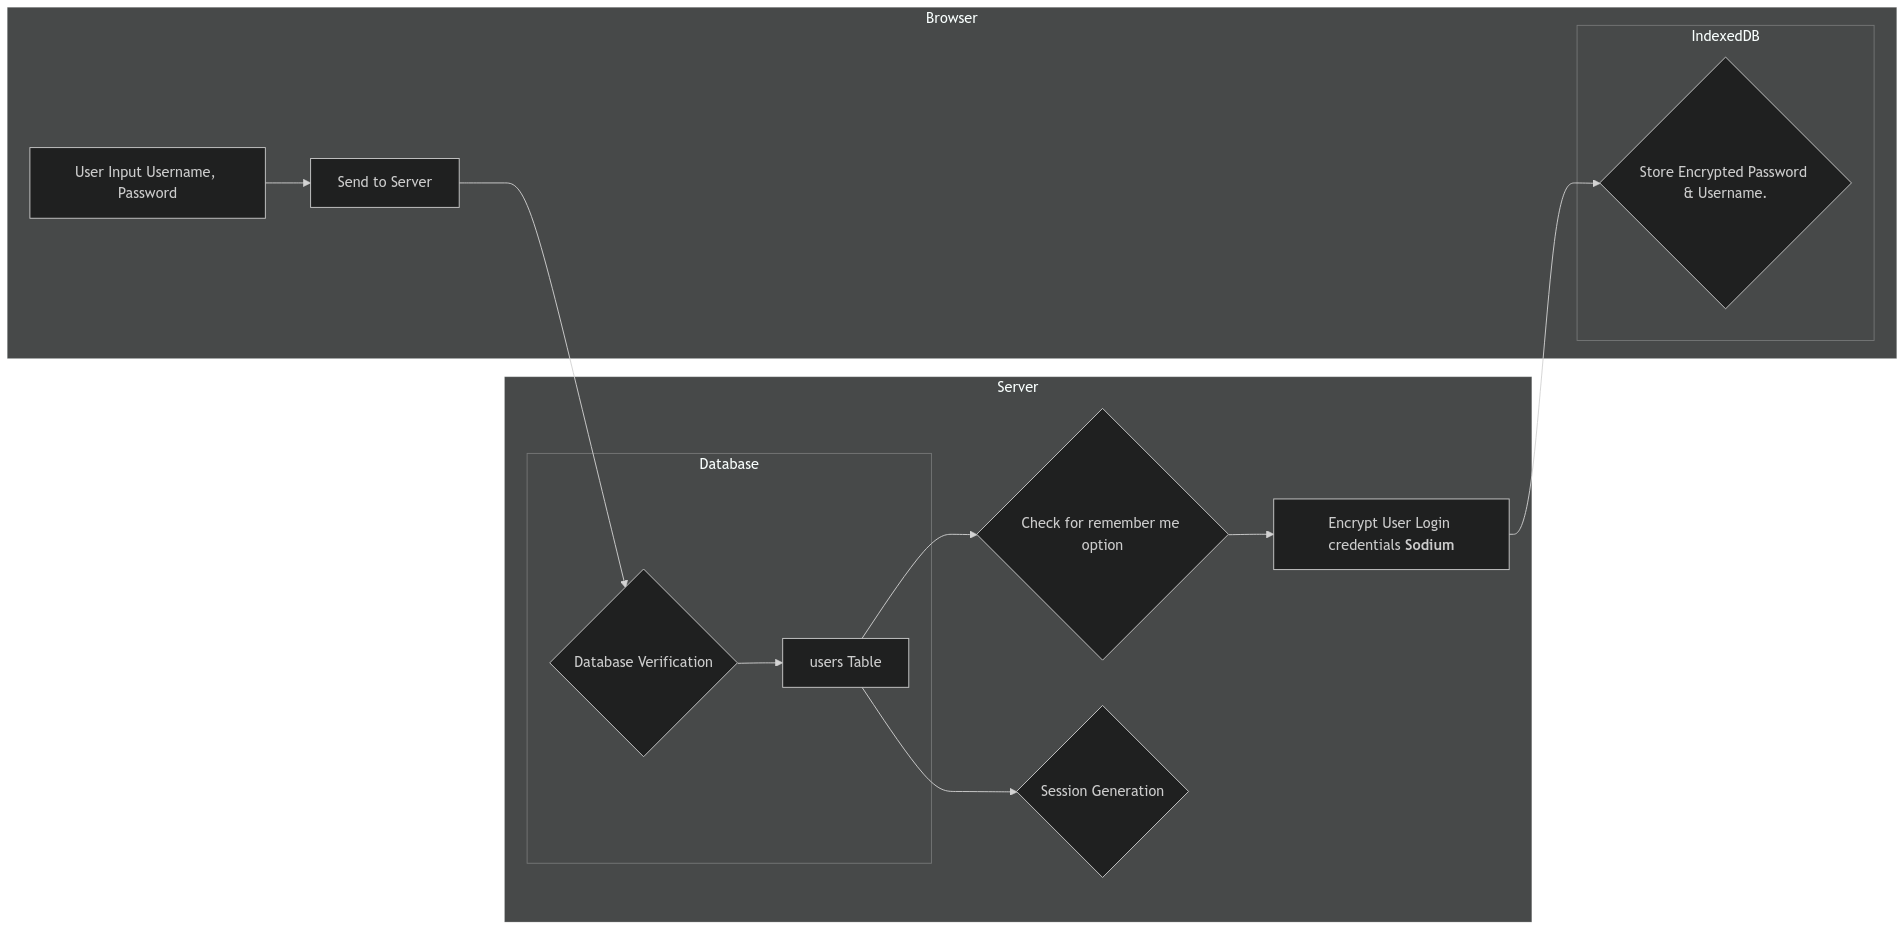 Browser
IndexedDB
User Input Username,
Password
Send to Server
Store Encrypted Password
& Username.
Server
Database
Check for remember me
option
Encrypt User Login
credentials Sodium
Database Verification
users Table
Session Generation